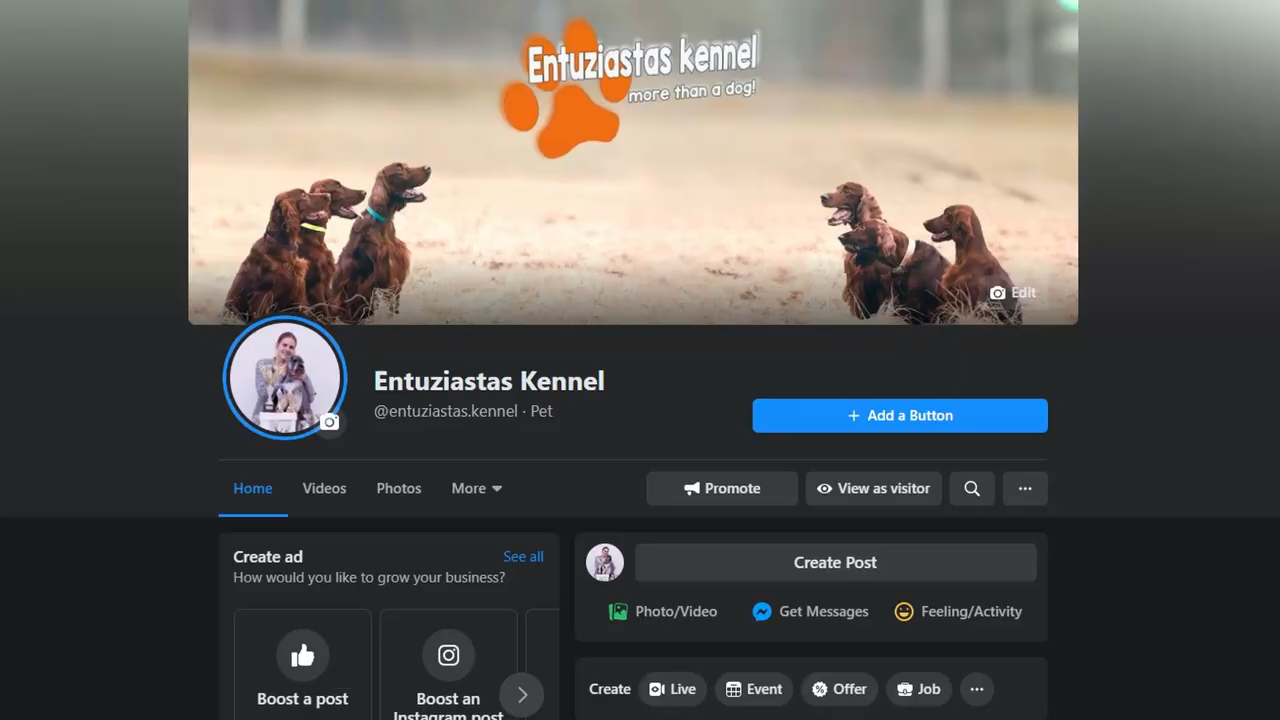 Entuziastas kennel
more than a dog!
Edit
Entuziastas Kennel
@entuziastas.kennel · Pet
+ Add a Button
Home Videos Photos More
Promote View as visitor ...
Create ad See all
How would you like to grow your business?
Boost a post
Boost an
Instagram post
Create Post
Photo/Video Get Messages Feeling/Activity
Create Live Event Offer Job ...